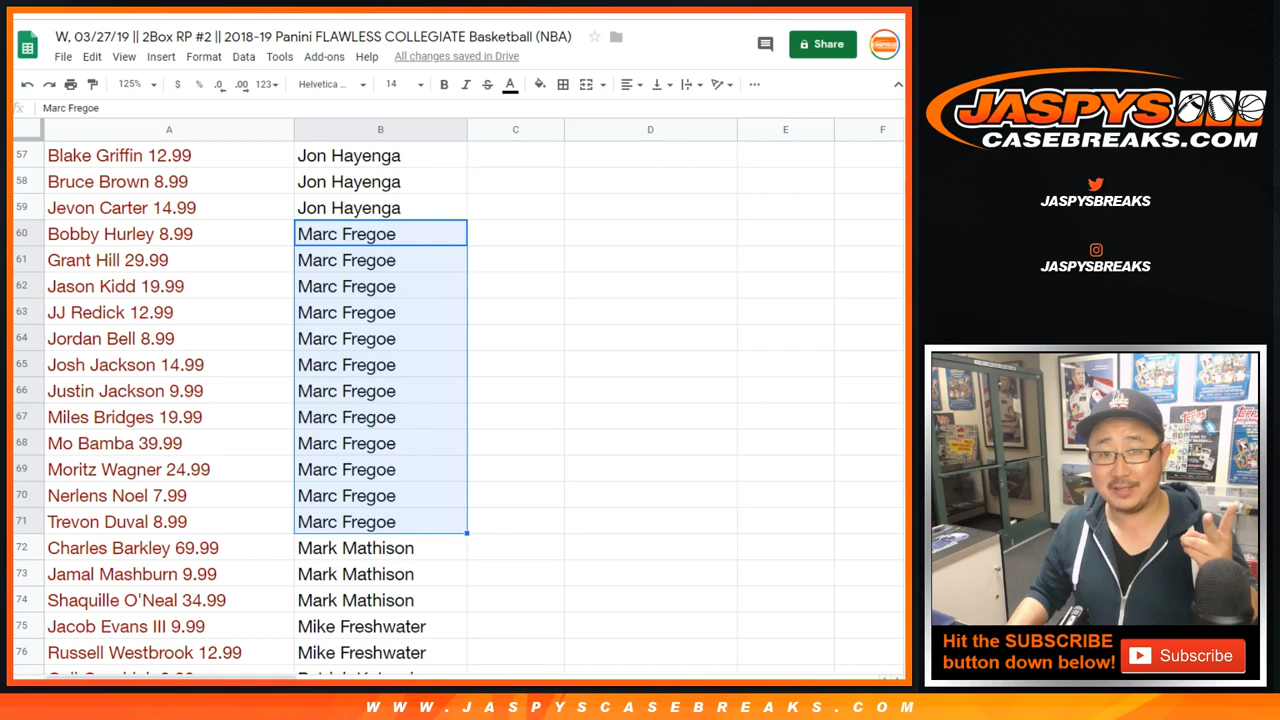 W, 03/27/19 || 2Box RP #2 || 2018-19 Panini FLAWLESS COLLEGIATE Basketball (NBA)
File Edit View Insert Format Data Tools Add-ons Help All changes saved in Drive
Share
125% $ % .0 .00 123 Helvetica... 14 B I S A
fx Marc Fregoe
A B C D E F
57 Blake Griffin 12.99 Jon Hayenga
58 Bruce Brown 8.99 Jon Hayenga
59 Jevon Carter 14.99 Jon Hayenga
60 Bobby Hurley 8.99 Marc Fregoe
61 Grant Hill 29.99 Marc Fregoe
62 Jason Kidd 19.99 Marc Fregoe
63 JJ Redick 12.99 Marc Fregoe
64 Jordan Bell 8.99 Marc Fregoe
65 Josh Jackson 14.99 Marc Fregoe
66 Justin Jackson 9.99 Marc Fregoe
67 Miles Bridges 19.99 Marc Fregoe
68 Mo Bamba 39.99 Marc Fregoe
69 Moritz Wagner 24.99 Marc Fregoe
70 Nerlens Noel 7.99 Marc Fregoe
71 Trevon Duval 8.99 Marc Fregoe
72 Charles Barkley 69.99 Mark Mathison
73 Jamal Mashburn 9.99 Mark Mathison
74 Shaquille O'Neal 34.99 Mark Mathison
75 Jacob Evans III 9.99 Mike Freshwater
76 Russell Westbrook 12.99 Mike Freshwater
JASPYS
CASEBREAKS.COM
JASPYSBREAKS
JASPYSBREAKS
Topps
Hit the SUBSCRIBE
button down below!
Subscribe
WWW.JASPYSCASEBREAKS.COM